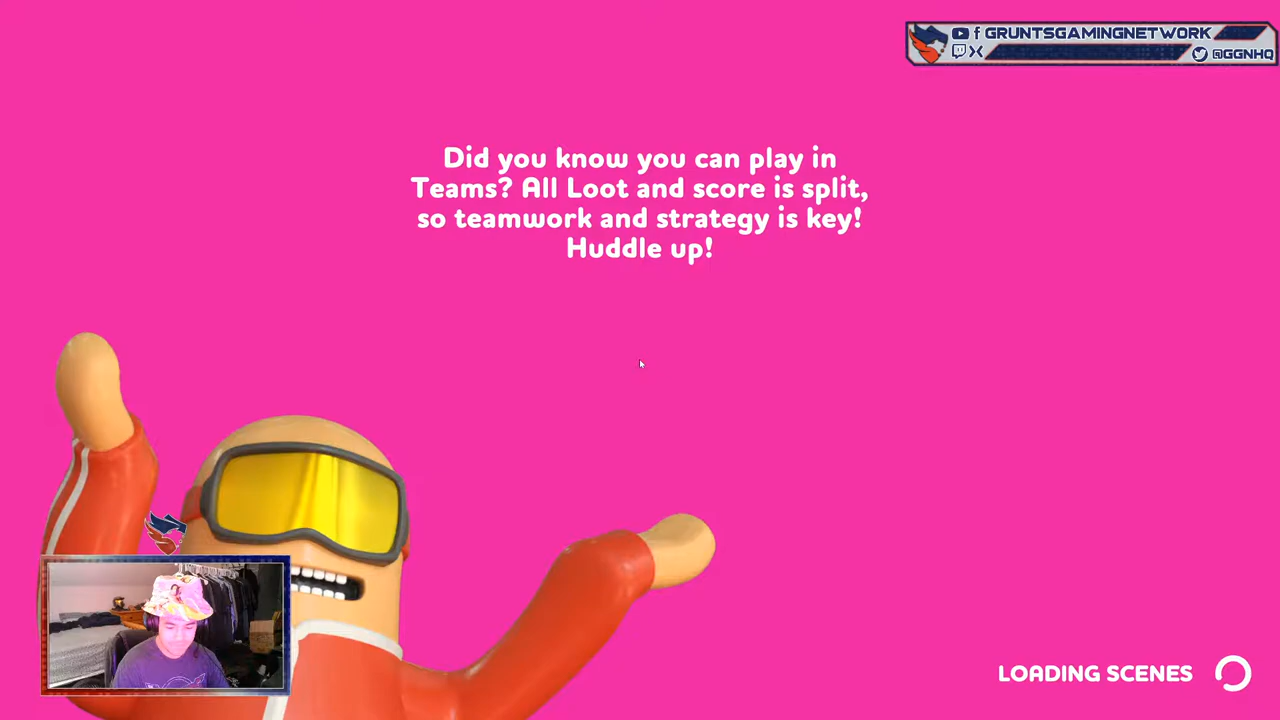 GRUNTSGAMINGNETWORK
@GGNHQ
Did you know you can play in
Teams? All Loot and score is split,
so teamwork and strategy is key!
Huddle up!
LOADING SCENES